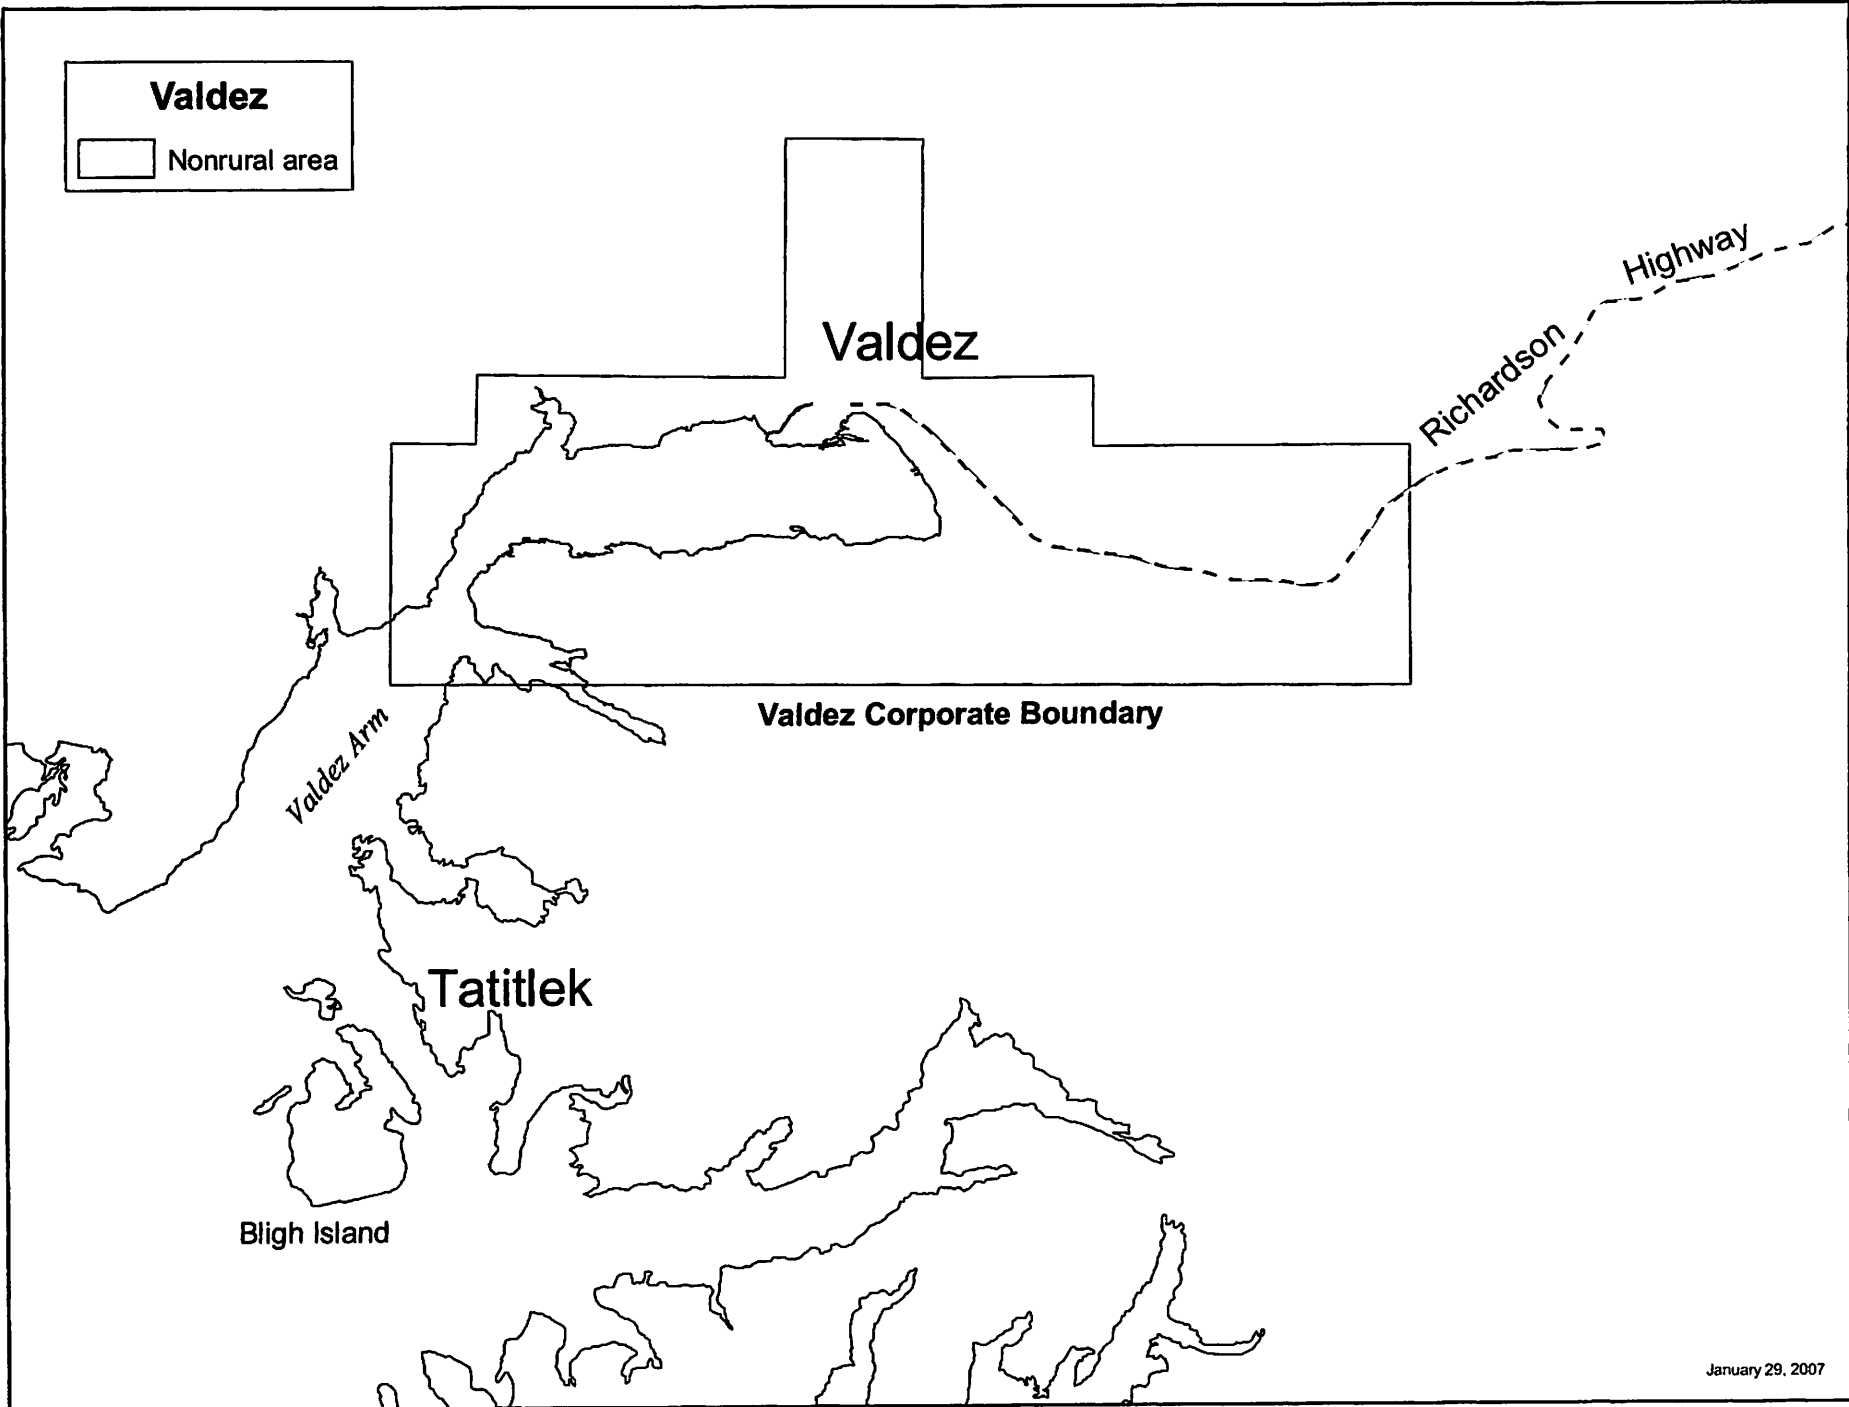 Valdez
Nonrural area
Highway
Richardson
Valdez
Valdez Corporate Boundary
Valdez Arm
Tatitlek
Bligh Island
January 29, 2007